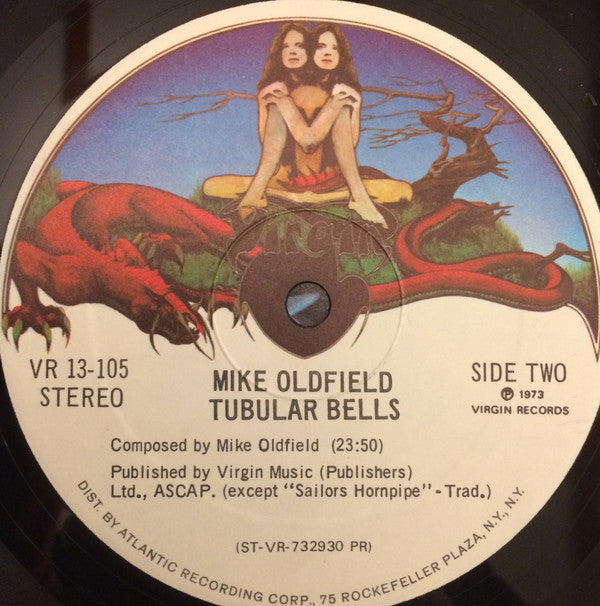 Virgin
VR 13-105
STEREO
MIKE OLDFIELD
TUBULAR BELLS
SIDE TWO
℗ 1973
VIRGIN RECORDS
Composed by Mike Oldfield (23:50)
Published by Virgin Music (Publishers)
Ltd., ASCAP. (except "Sailors Hornpipe" - Trad.)
(ST-VR-732930 PR)
DIST. BY ATLANTIC RECORDING CORP., 75 ROCKEFELLER PLAZA, N.Y., N.Y.